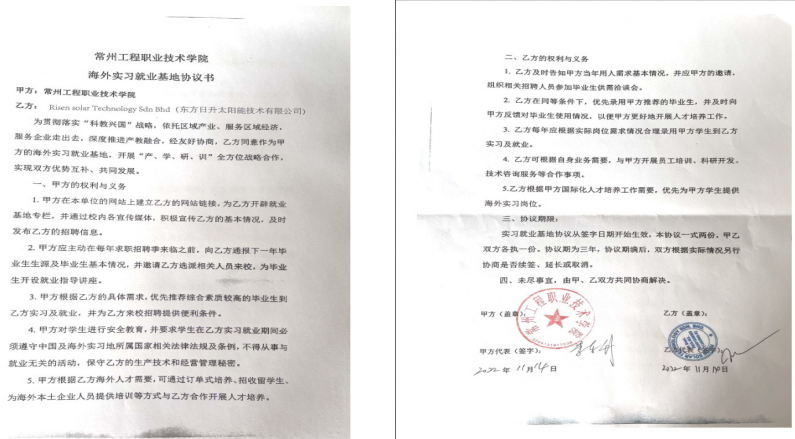 常州工程职业技术学院
海外实习就业基地协议书
甲方：常州工程职业技术学院
乙方： Risen solar Technology Sdn Bhd（东方日升太阳能技术有限公司）
为贯彻落实“科教兴国”战略，依托区域产业、服务区域经济，
服务企业走出去，深度推进产教融合，经友好协商，乙方同意作为甲
方的海外实习就业基地，开展“产、学、研、训”全方位战略合作，
实现双方优势互补、共同发展。
一、甲方的权利与义务
1. 甲方在本单位的网站上建立乙方的网站链接，为乙方开辟就业
基地专栏，并通过校内各宣传媒体，积极宣传乙方的基本情况，及时
发布乙方的招聘信息。
2. 甲方应主动在每年求职招聘季来临之前，向乙方通报下一年毕
业生生源及毕业生基本情况，并邀请乙方选派相关人员来校，为毕业
生开设就业指导讲座。
3. 甲方根据乙方的具体需求，优先推荐综合素质较高的毕业生到
乙方实习及就业，并为乙方来校招聘提供便利条件。
4. 甲方对学生进行安全教育，并要求学生在乙方实习就业期间必
须遵守中国及海外实习地所属国家相关法律法规及条例，不得从事与
就业无关的活动，保守乙方的生产技术和经营管理秘密。
5. 甲方根据乙方海外人才需要，可通过订单式培养、招收留学生、
为海外本土企业人员提供培训等方式与乙方合作开展人才培养。
二、乙方的权利与义务
1. 乙方及时告知甲方当年用人需求基本情况，并应甲方的邀请，
组织相关招聘人员参加毕业生供需洽谈会。
2. 乙方在同等条件下，优先录用甲方推荐的毕业生，并及时向
甲方反馈对毕业生使用情况，以便甲方更好地开展人才培养工作。
3. 乙方每年应根据实际岗位需求情况合理录用甲方学生到乙方
实习及就业。
4. 乙方可根据自身业务需要，与甲方开展员工培训、科研开发、
技术咨询服务等合作事项。
5.乙方根据甲方国际化人才培养工作需要，优先为甲方学生提供
海外实习岗位。
三、协议期限：
实习就业基地协议从签字日期开始生效，本协议一式两份，甲乙
双方各执一份。协议期为三年，协议期满后，双方根据实际情况另行
协商是否续签、延长或取消。
四、未尽事宜，由甲、乙双方共同协商解决。
甲方（盖章）： 乙方（盖章）：
常州工程职业技术学院
甲方代表（签字）： 乙方代表（签字）：
2022 年 11 月 14 日 2022 年 11 月 10 日